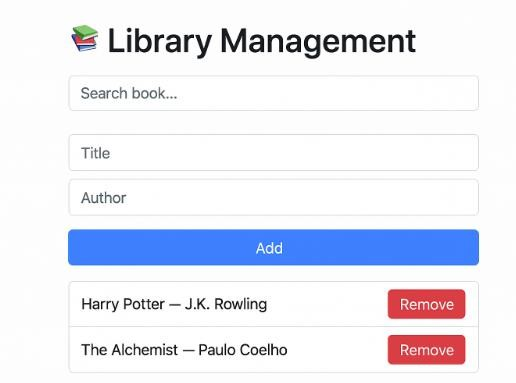 Library Management
Search book...
Title
Author
Add
Harry Potter — J.K. Rowling Remove
The Alchemist — Paulo Coelho Remove